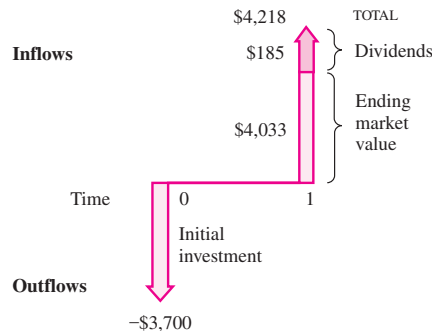 $4,218 TOTAL
Inflows $185 Dividends
$4,033
Ending
market
value
Time 0 1
Initial
investment
Outflows
−$3,700